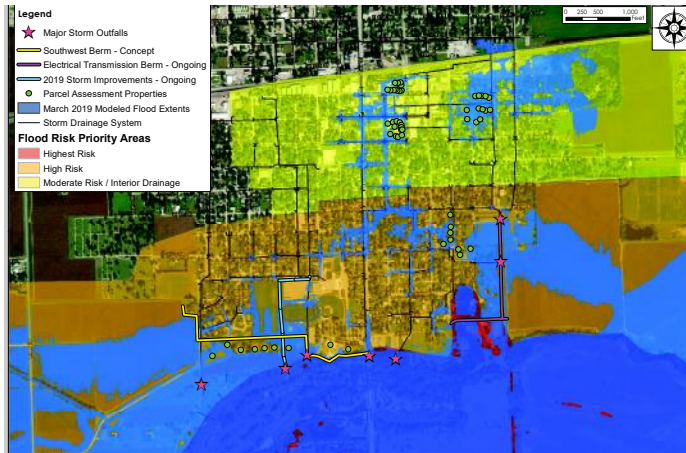 Legend
Major Storm Outfalls
Southwest Berm - Concept
Electrical Transmission Berm - Ongoing
2019 Storm Improvements - Ongoing
Parcel Assessment Properties
March 2019 Modeled Flood Extents
Storm Drainage System
Flood Risk Priority Areas
Highest Risk
High Risk
Moderate Risk / Interior Drainage
0 250 500 1,000
Feet